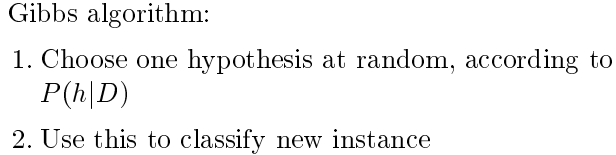 Gibbs algorithm:
1. Choose one hypothesis at random, according to
P(h|D)
2. Use this to classify new instance